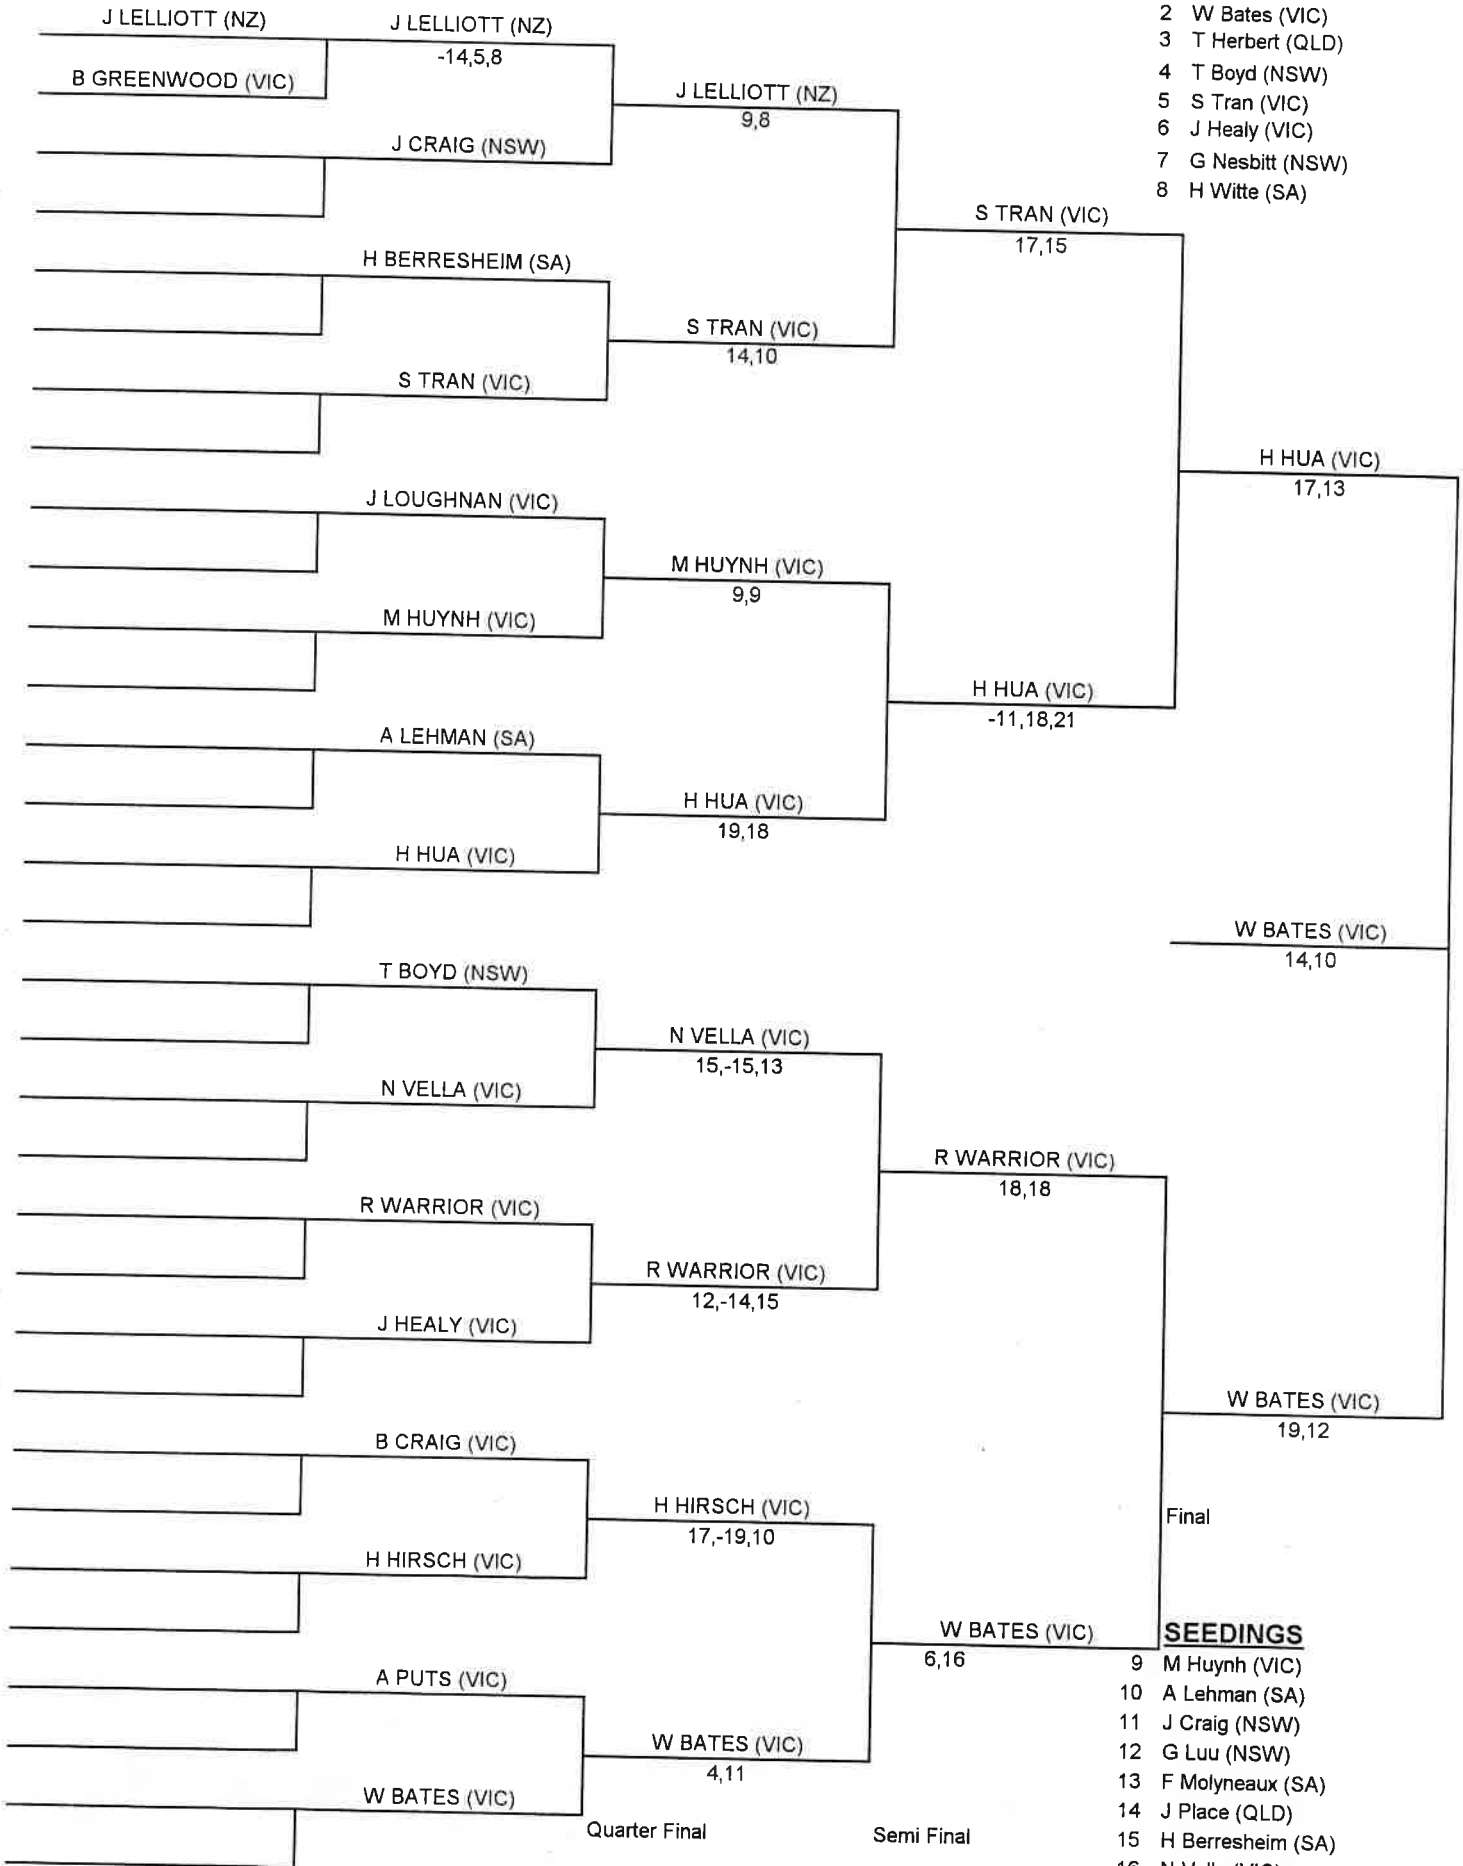 J LELLIOTT (NZ)
B GREENWOOD (VIC)
J LELLIOTT (NZ)
-14,5,8
J CRAIG (NSW)
H BERRESHEIM (SA)
S TRAN (VIC)
J LOUGHNAN (VIC)
M HUYNH (VIC)
A LEHMAN (SA)
H HUA (VIC)
T BOYD (NSW)
N VELLA (VIC)
R WARRIOR (VIC)
J HEALY (VIC)
B CRAIG (VIC)
H HIRSCH (VIC)
A PUTS (VIC)
W BATES (VIC)
J LELLIOTT (NZ)
9,8
S TRAN (VIC)
14,10
M HUYNH (VIC)
9,9
H HUA (VIC)
19,18
N VELLA (VIC)
15,-15,13
R WARRIOR (VIC)
12,-14,15
H HIRSCH (VIC)
17,-19,10
W BATES (VIC)
4,11
Quarter Final
S TRAN (VIC)
17,15
H HUA (VIC)
-11,18,21
R WARRIOR (VIC)
18,18
W BATES (VIC)
6,16
Semi Final
2 W Bates (VIC)
3 T Herbert (QLD)
4 T Boyd (NSW)
5 S Tran (VIC)
6 J Healy (VIC)
7 G Nesbitt (NSW)
8 H Witte (SA)
H HUA (VIC)
17,13
W BATES (VIC)
14,10
W BATES (VIC)
19,12
Final
SEEDINGS
9 M Huynh (VIC)
10 A Lehman (SA)
11 J Craig (NSW)
12 G Luu (NSW)
13 F Molyneaux (SA)
14 J Place (QLD)
15 H Berresheim (SA)